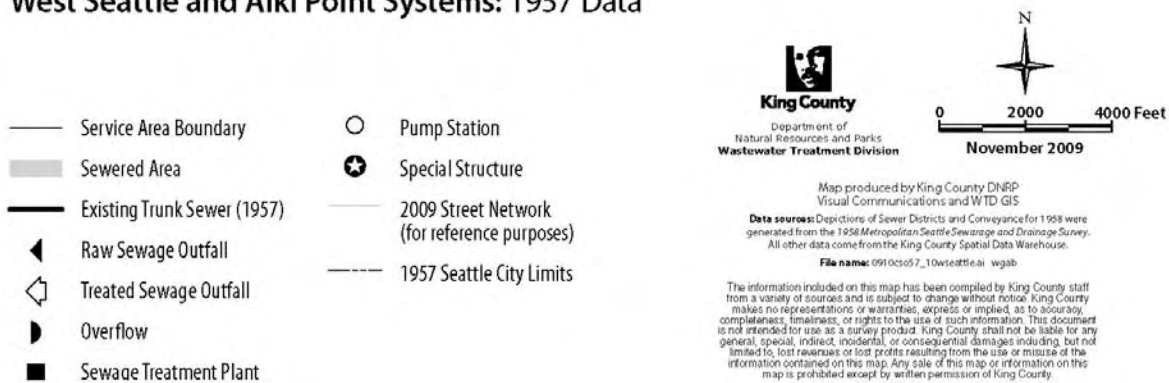 West Seattle and Alki Point Systems: 1957 Data
Service Area Boundary
Sewered Area
Existing Trunk Sewer (1957)
Raw Sewage Outfall
Treated Sewage Outfall
Overflow
Sewage Treatment Plant
Pump Station
Special Structure
2009 Street Network
(for reference purposes)
1957 Seattle City Limits
King County
Department of
Natural Resources and Parks
Wastewater Treatment Division
N
0 2000 4000 Feet
November 2009
Map produced by King County DNRP
Visual Communications and WTD GIS
Data sources: Depictions of Sewer Districts and Conveyance for 1958 were
generated from the 1958 Metropolitan Seattle Sewarage and Drainage Survey.
All other data come from the King County Spatial Data Warehouse.
File name: 0910cso57_10wseattle.ai wgab
The information included on this map has been compiled by King County staff
from a variety of sources and is subject to change without notice. King County
makes no representations or warranties, express or implied, as to accuracy,
completeness, timeliness, or rights to the use of such information. This document
is not intended for use as a survey product. King County shall not be liable for any
general, special, indirect, incidental, or consequential damages including, but not
limited to, lost revenues or lost profits resulting from the use or misuse of the
information contained on this map. Any sale of this map or information on this
map is prohibited except by written permission of King County.